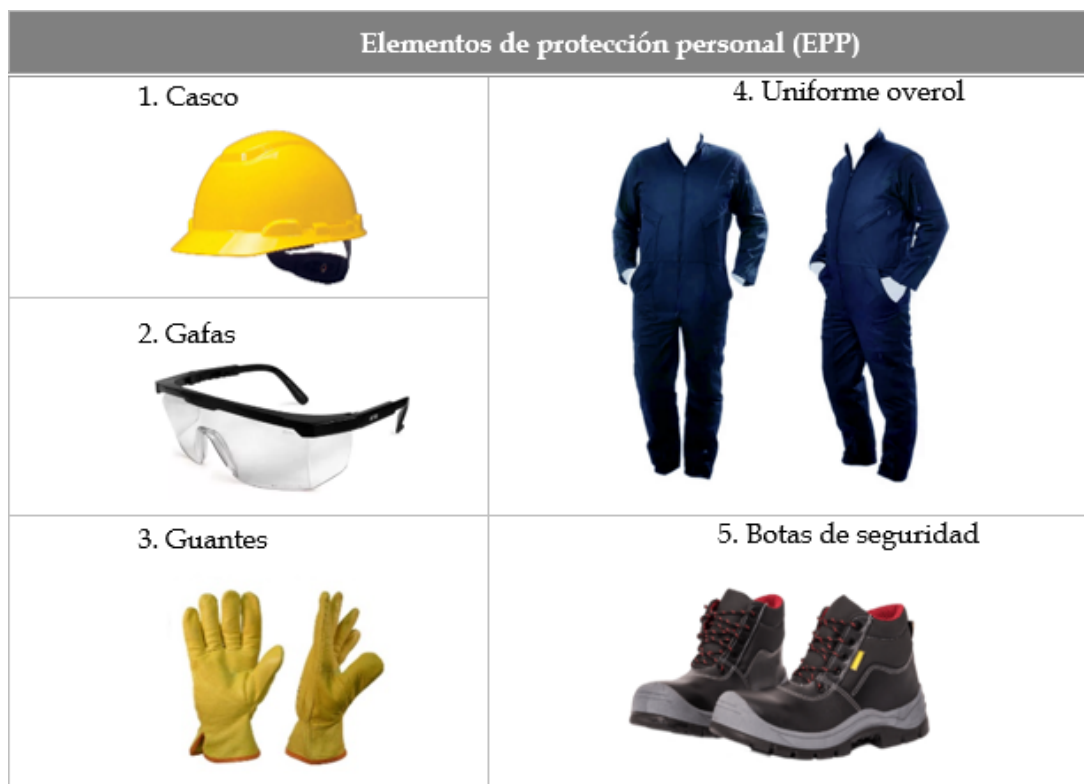 Elementos de protección personal (EPP)
1. Casco
4. Uniforme overol
2. Gafas
3. Guantes
5. Botas de seguridad